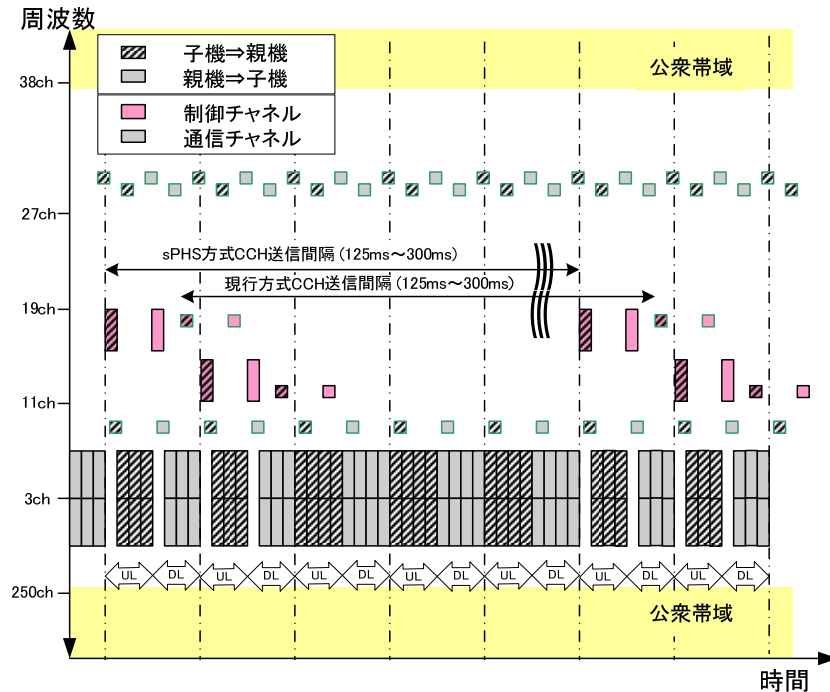 周波数
子機⇒親機
親機⇒子機
制御チャネル
通信チャネル
公衆帯域
38ch
27ch
sPHS方式CCH送信間隔(125ms～300ms)
現行方式CCH送信間隔(125ms～300ms)
19ch
11ch
3ch
UL DL UL DL UL DL UL DL UL DL UL DL UL DL
250ch
公衆帯域
時間